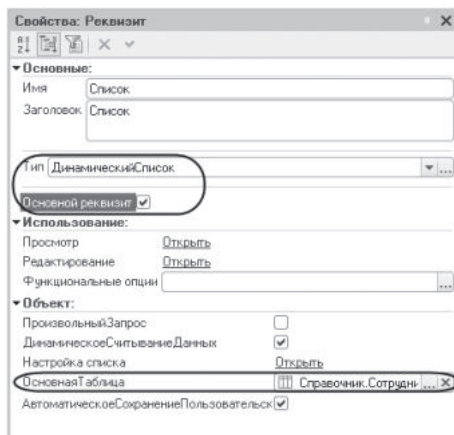 Свойства: Реквизит
Основные:
Имя Список
Заголовок Список
Тип ДинамическийСписок
Основной реквизит
Использование:
Просмотр Открыть
Редактирование Открыть
Функциональные опции
Объект:
ПроизвольныйЗапрос
ДинамическоеСчитываниеДанных
Настройка списка Открыть
ОсновнаяТаблица Справочник.Сотрудни
АвтоматическоеСохранениеПользовательск